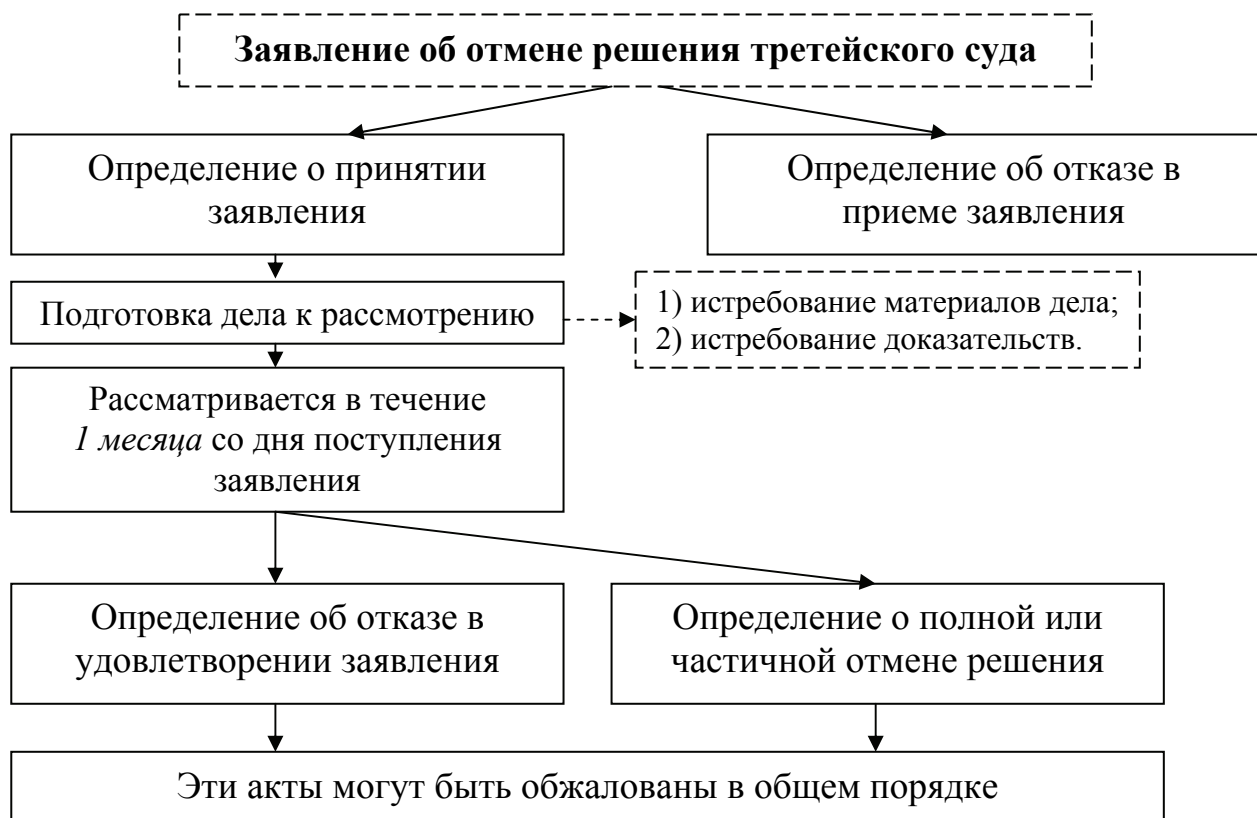 Заявление об отмене решения третейского суда
Определение о принятии
заявления
Определение об отказе в
приеме заявления
Подготовка дела к рассмотрению
1) истребование материалов дела;
2) истребование доказательств.
Рассматривается в течение
1 месяца со дня поступления
заявления
Определение об отказе в
удовлетворении заявления
Определение о полной или
частичной отмене решения
Эти акты могут быть обжалованы в общем порядке